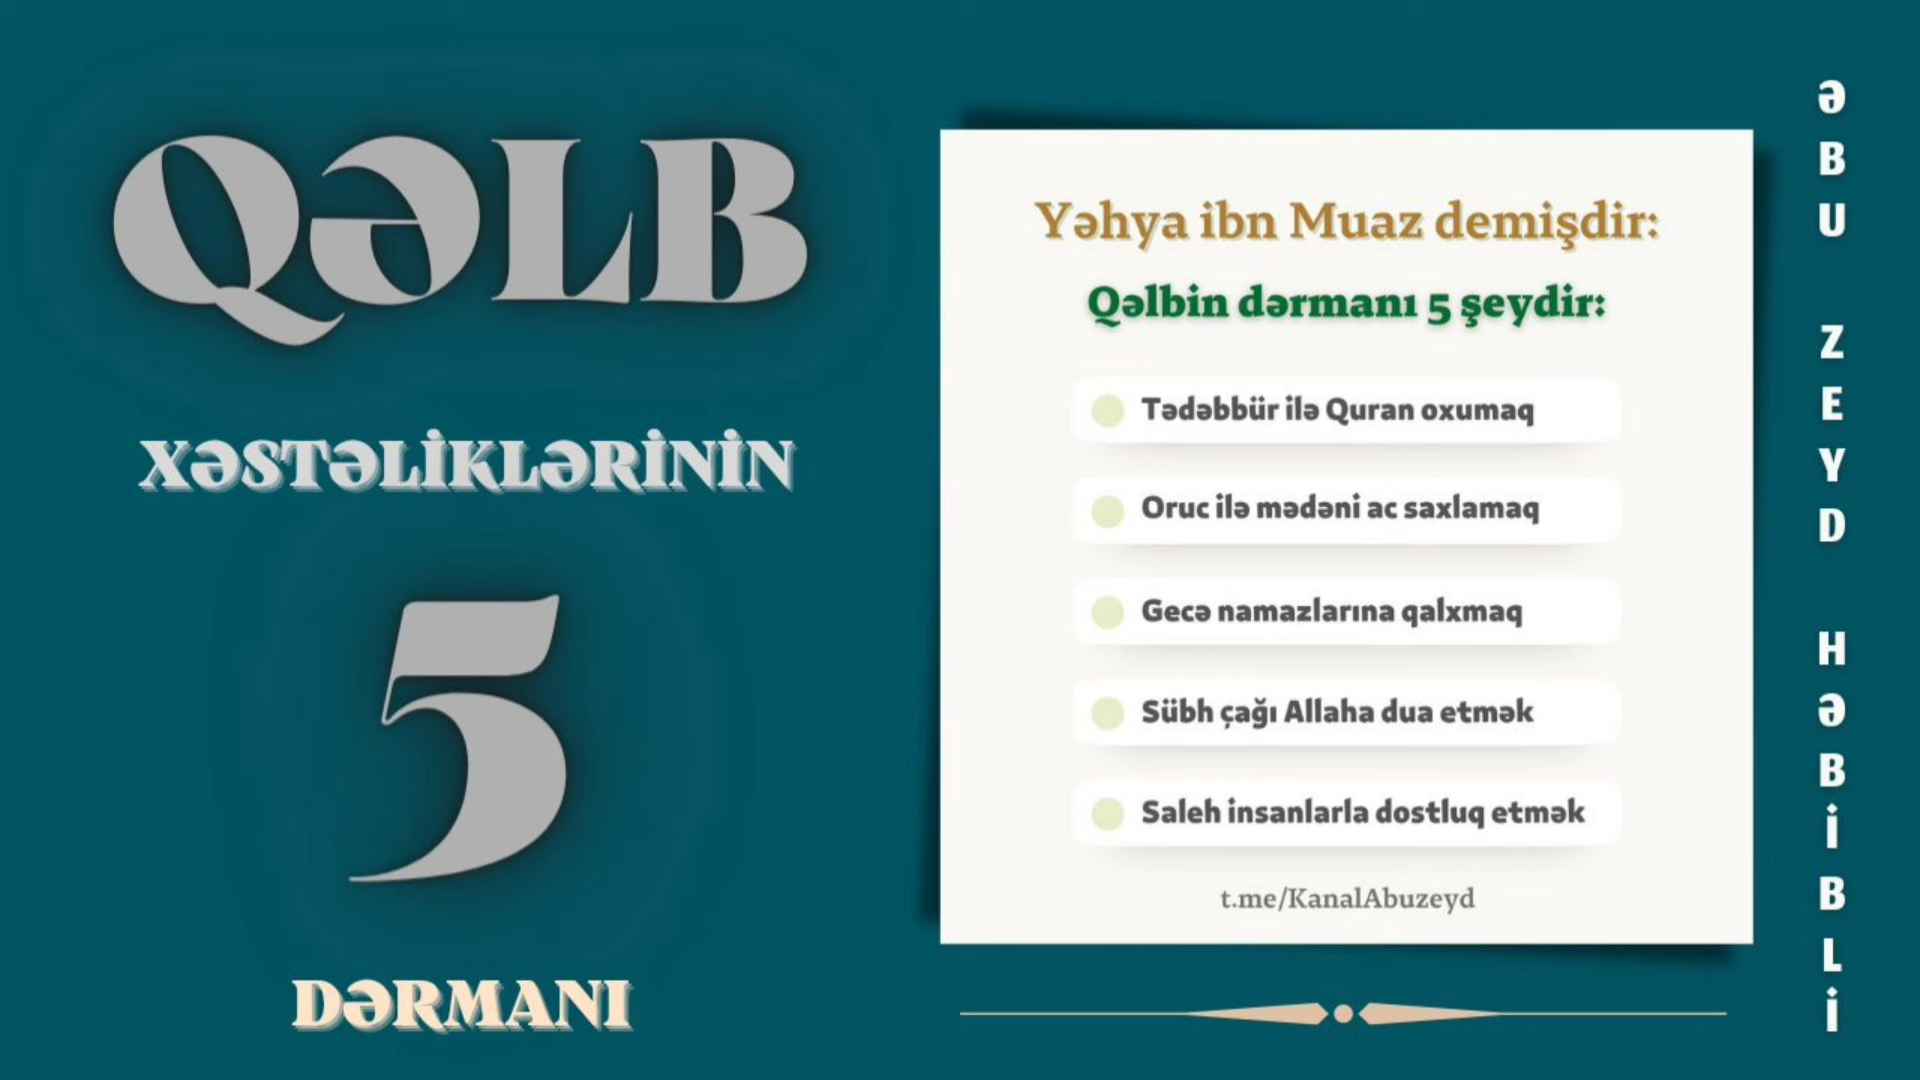 QƏLB
XƏSTƏLİKLƏRİNİN
5
DƏRMANI
Yəhya ibn Muaz demişdir:
Qəlbin dərmanı 5 şeydir:
Tədəbbür ilə Quran oxumaq
Oruc ilə mədəni ac saxlamaq
Gecə namazlarına qalxmaq
Sübh çağı Allaha dua etmək
Saleh insanlarla dostluq etmək
t.me/KanalAbuzeyd
ƏBU ZEYD HƏBİBLİ